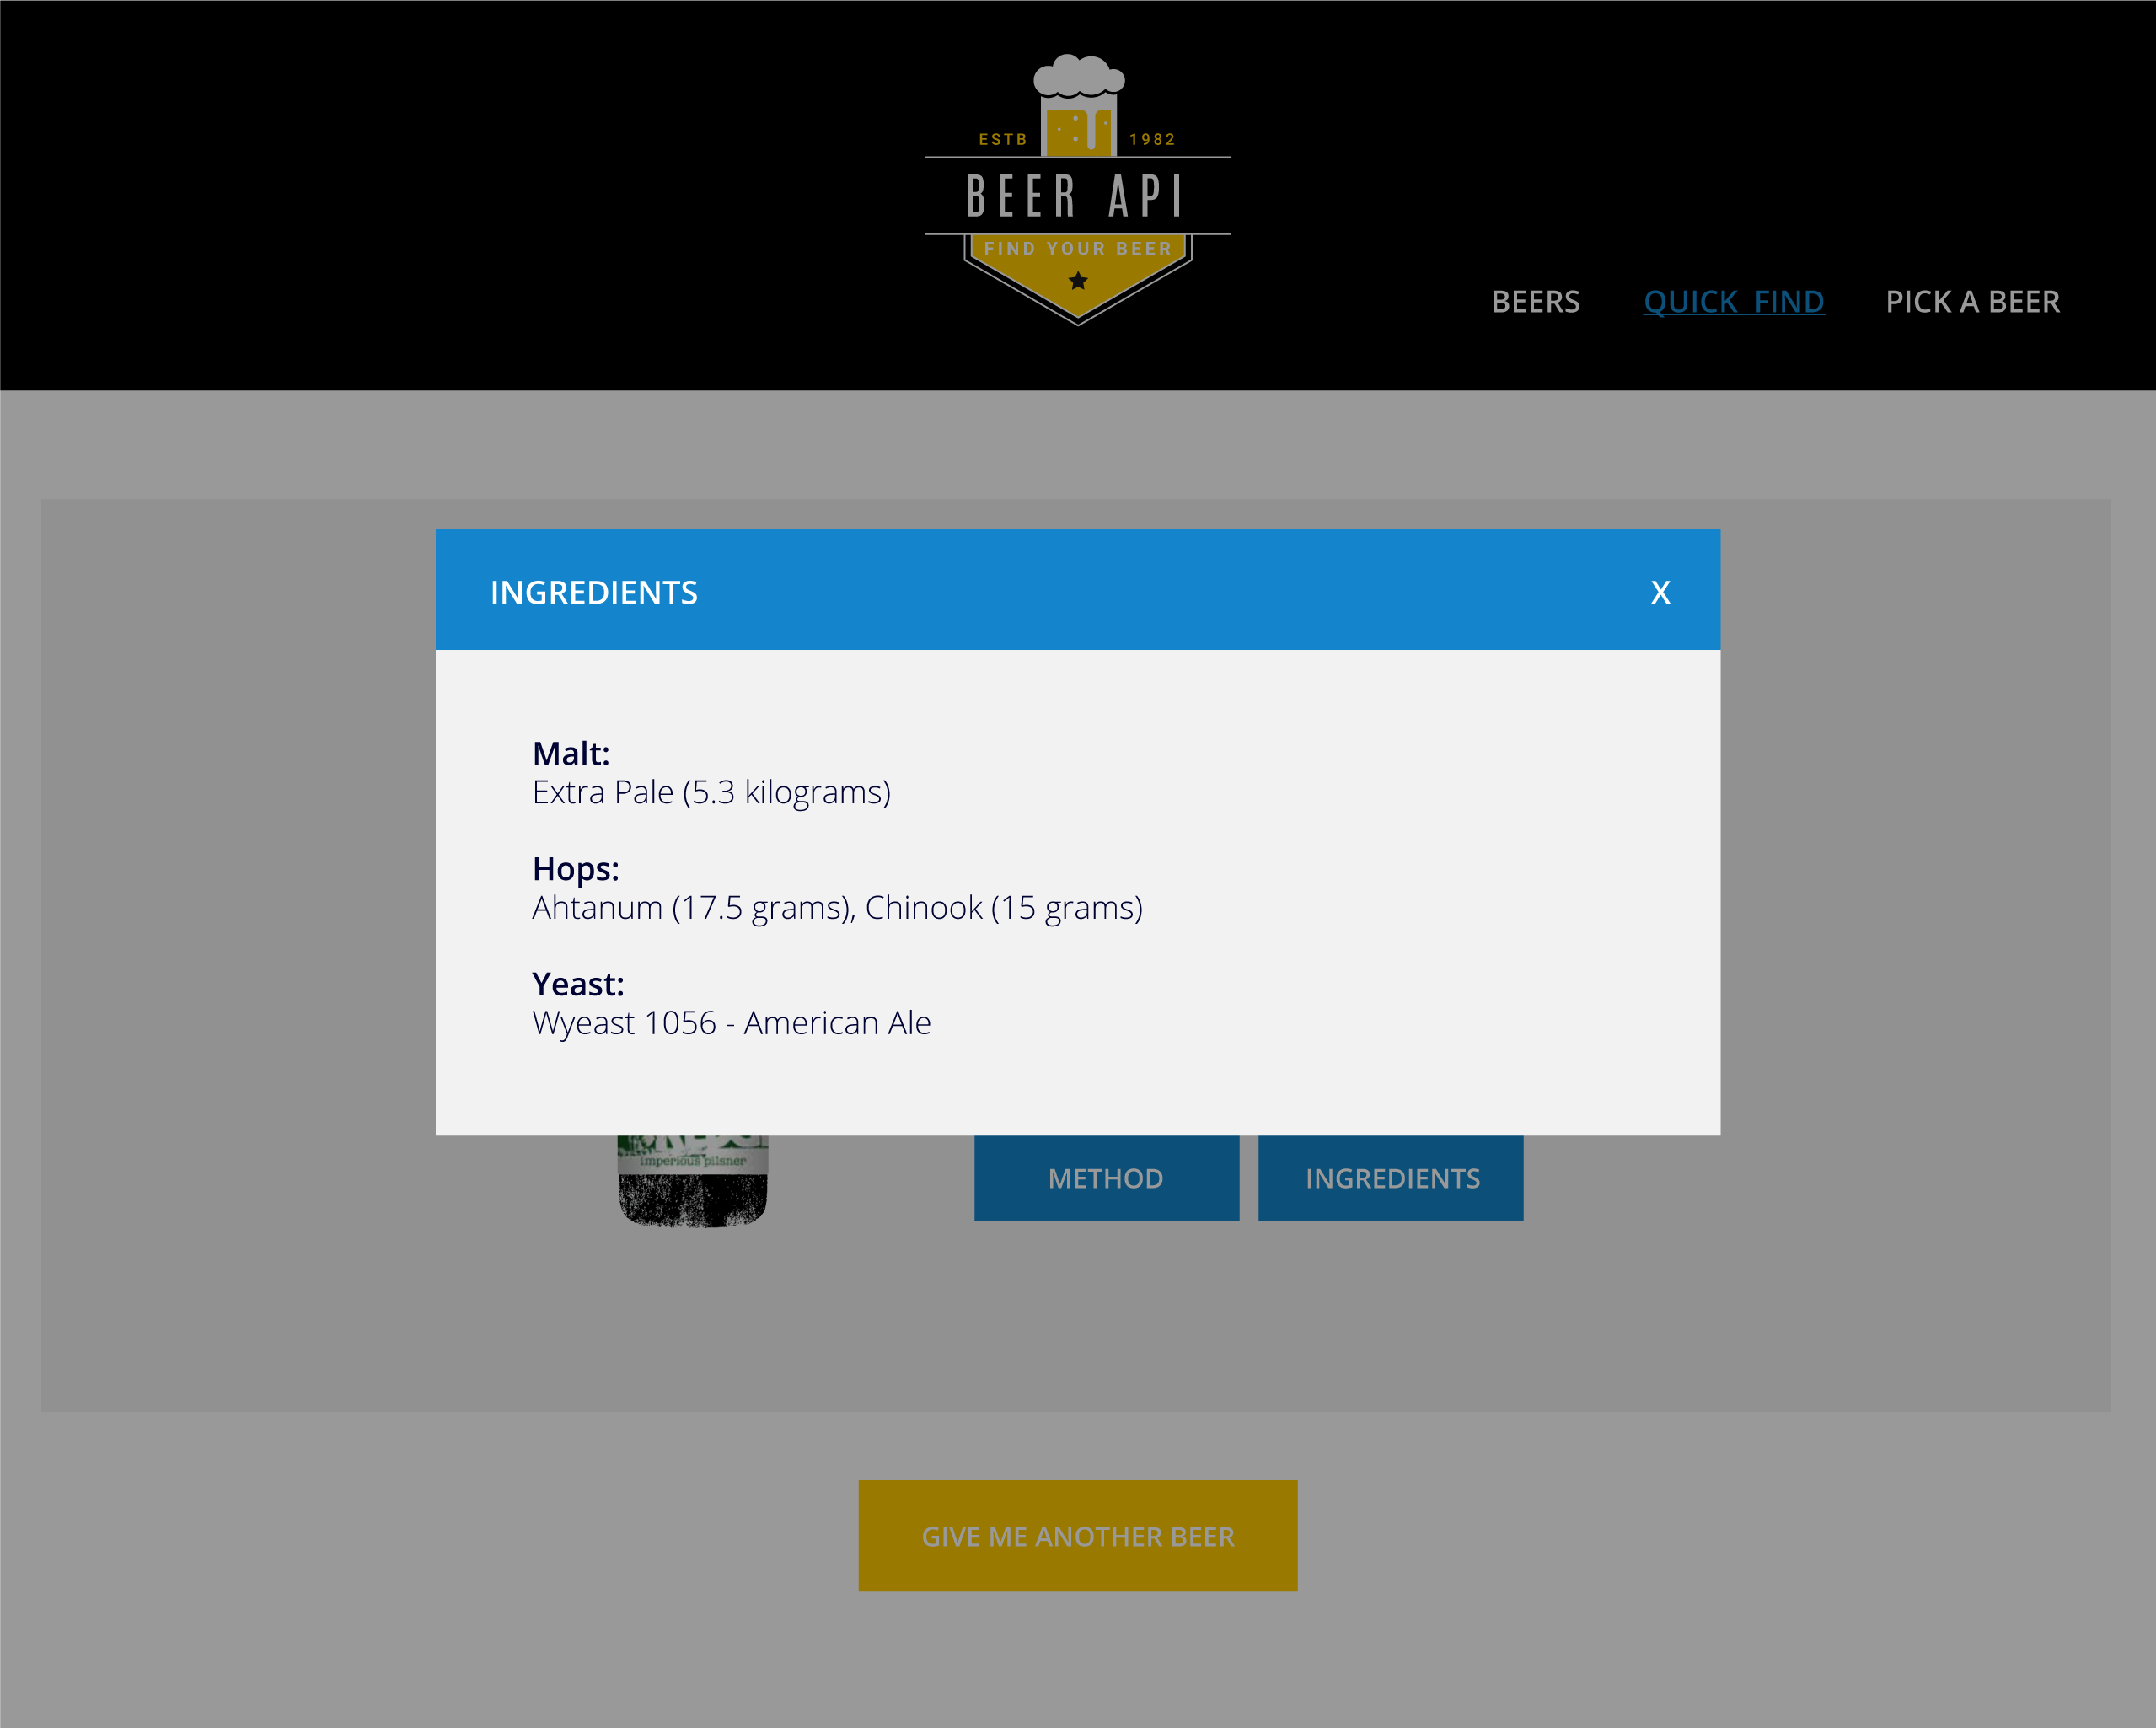 ESTB 1982
BEER API
FIND YOUR BEER
BEERS QUICK FIND PICK A BEER
INGREDIENTS X
Malt:
Extra Pale (5.3 kilograms)
Hops:
Ahtanum (17.5 grams), Chinook (15 grams)
Yeast:
Wyeast 1056 - American Ale
imperious pilsner
METHOD INGREDIENTS
GIVE ME ANOTHER BEER